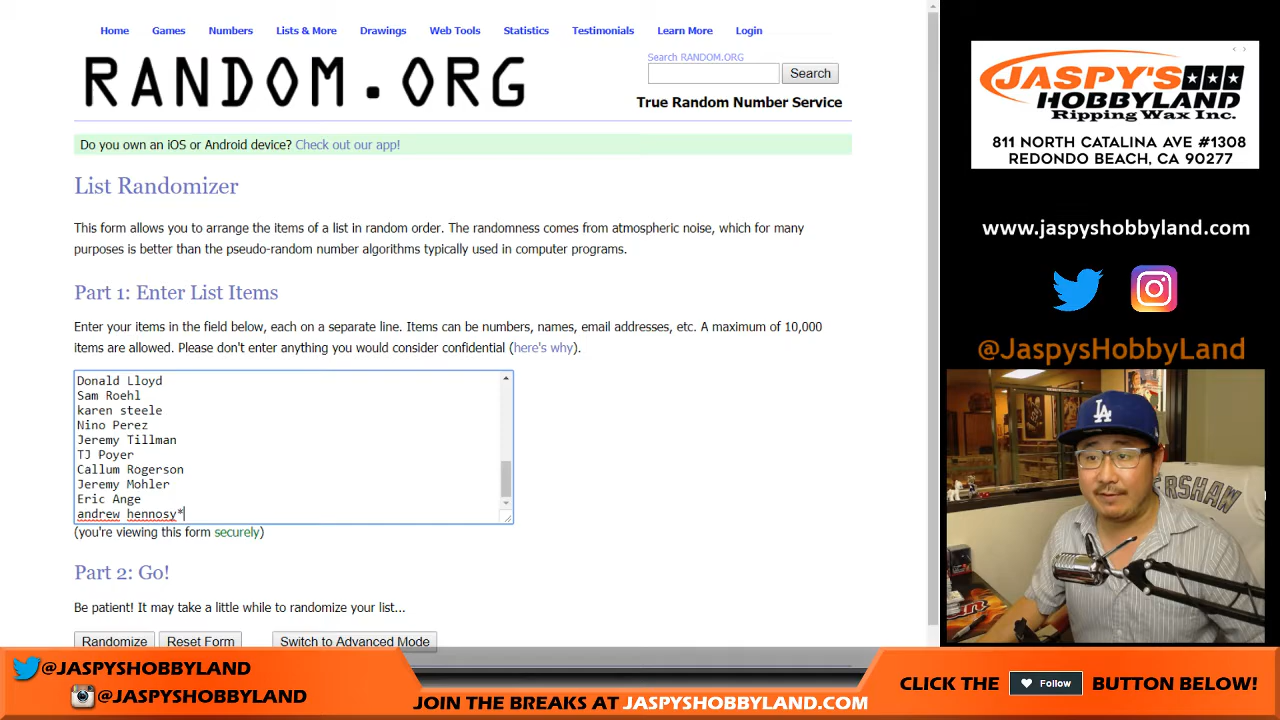 Home Games Numbers Lists & More Drawings Web Tools Statistics Testimonials Learn More Login
RANDOM.ORG
Search RANDOM.ORG
Search
True Random Number Service
Do you own an iOS or Android device? Check out our app!
List Randomizer
This form allows you to arrange the items of a list in random order. The randomness comes from atmospheric noise, which for many
purposes is better than the pseudo-random number algorithms typically used in computer programs.
Part 1: Enter List Items
Enter your items in the field below, each on a separate line. Items can be numbers, names, email addresses, etc. A maximum of 10,000
items are allowed. Please don't enter anything you would consider confidential (here's why).
Donald Lloyd
Sam Roehl
karen steele
Nino Perez
Jeremy Tillman
TJ Poyer
Callum Rogerson
Jeremy Mohler
Eric Ange
andrew hennosy*
(you're viewing this form securely)
Part 2: Go!
Be patient! It may take a little while to randomize your list...
Randomize Reset Form Switch to Advanced Mode
JASPY'S
HOBBYLAND
Ripping Wax Inc.
811 NORTH CATALINA AVE #1308
REDONDO BEACH, CA 90277
www.jaspyshobbyland.com
@JaspysHobbyLand
LA
ERSHAW
@JASPYSHOBBYLAND
@JASPYSHOBBYLAND
JOIN THE BREAKS AT JASPYSHOBBYLAND.COM
CLICK THE Follow BUTTON BELOW!